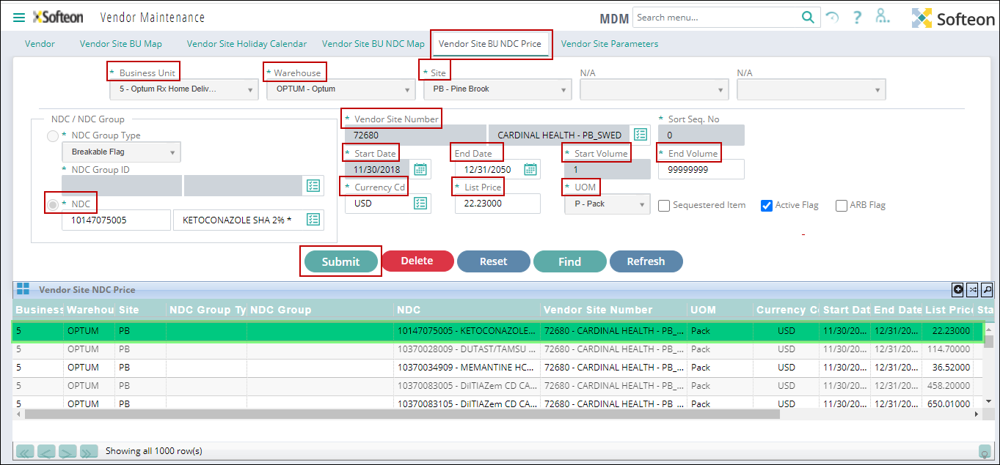 Softeon Vendor Maintenance MDM Search menu... ? Softeon
Vendor Vendor Site BU Map Vendor Site Holiday Calendar Vendor Site BU NDC Map Vendor Site BU NDC Price Vendor Site Parameters
* Business Unit * Warehouse * Site N/A N/A
5 - Optum Rx Home Deliv... OPTUM - Optum PB - Pine Brook
NDC / NDC Group * Vendor Site Number * Sort Seq. No
* NDC Group Type 72680 CARDINAL HEALTH - PB_SWED 0
Breakable Flag * Start Date End Date * Start Volume * End Volume
* NDC Group ID 11/30/2018 12/31/2050 1 99999999
* Currency Cd * List Price * UOM
* NDC USD 22.23000 P - Pack Sequestered Item Active Flag ARB Flag
10147075005 KETOCONAZOLE SHA 2% *
-
Submit Delete Reset Find Refresh
Vendor Site NDC Price
Business Warehou Site NDC Group Ty NDC Group NDC Vendor Site Number UOM Currency C Start Dat End Date List Pric Sta
5 OPTUM PB 10147075005 - KETOCONAZOLE... 72680 - CARDINAL HEALTH - PB_... Pack USD 11/30/20... 12/31/20... 22.23000
5 OPTUM PB 10370028009 - DUTAST/TAMSU ... 72680 - CARDINAL HEALTH - PB_... Pack USD 11/30/20... 12/31/20... 114.70000
5 OPTUM PB 10370034909 - MEMANTINE HC... 72680 - CARDINAL HEALTH - PB_... Pack USD 11/30/20... 12/31/20... 36.52000
5 OPTUM PB 10370083005 - DilTIAZem CD CA... 72680 - CARDINAL HEALTH - PB_... Pack USD 11/30/20... 12/31/20... 458.20000
5 OPTUM PB 10370083105 - DilTIAZem CD CA... 72680 - CARDINAL HEALTH - PB_... Pack USD 11/30/20... 12/31/20... 650.01000
Showing all 1000 row(s)